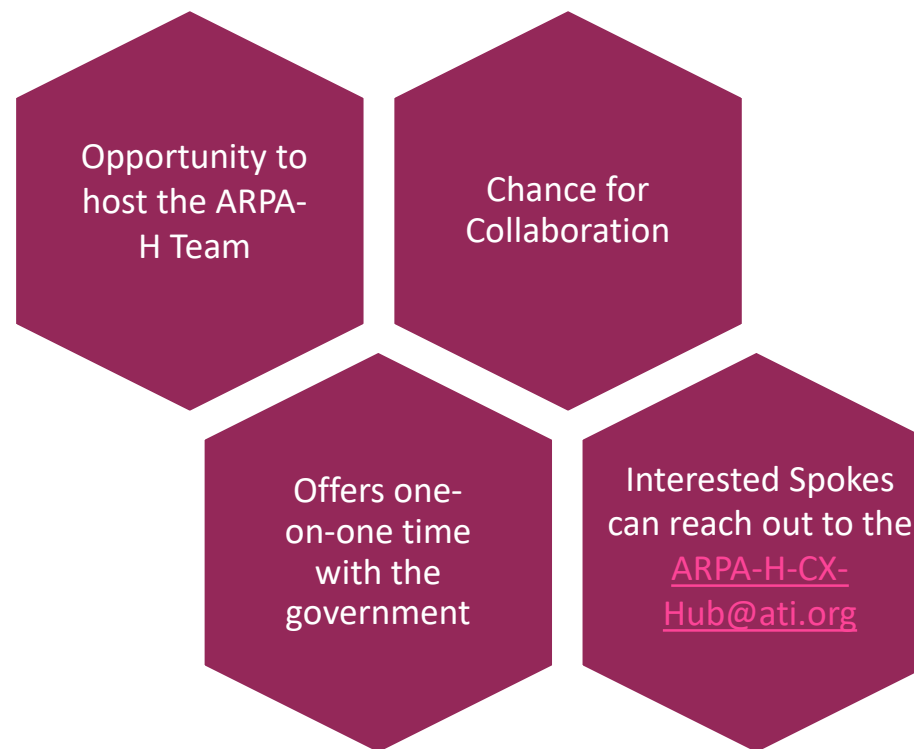 Opportunity to
host the ARPA-
H Team
Chance for
Collaboration
Offers one-
on-one time
with the
government
Interested Spokes
can reach out to the
ARPA-H-CX-
Hub@ati.org